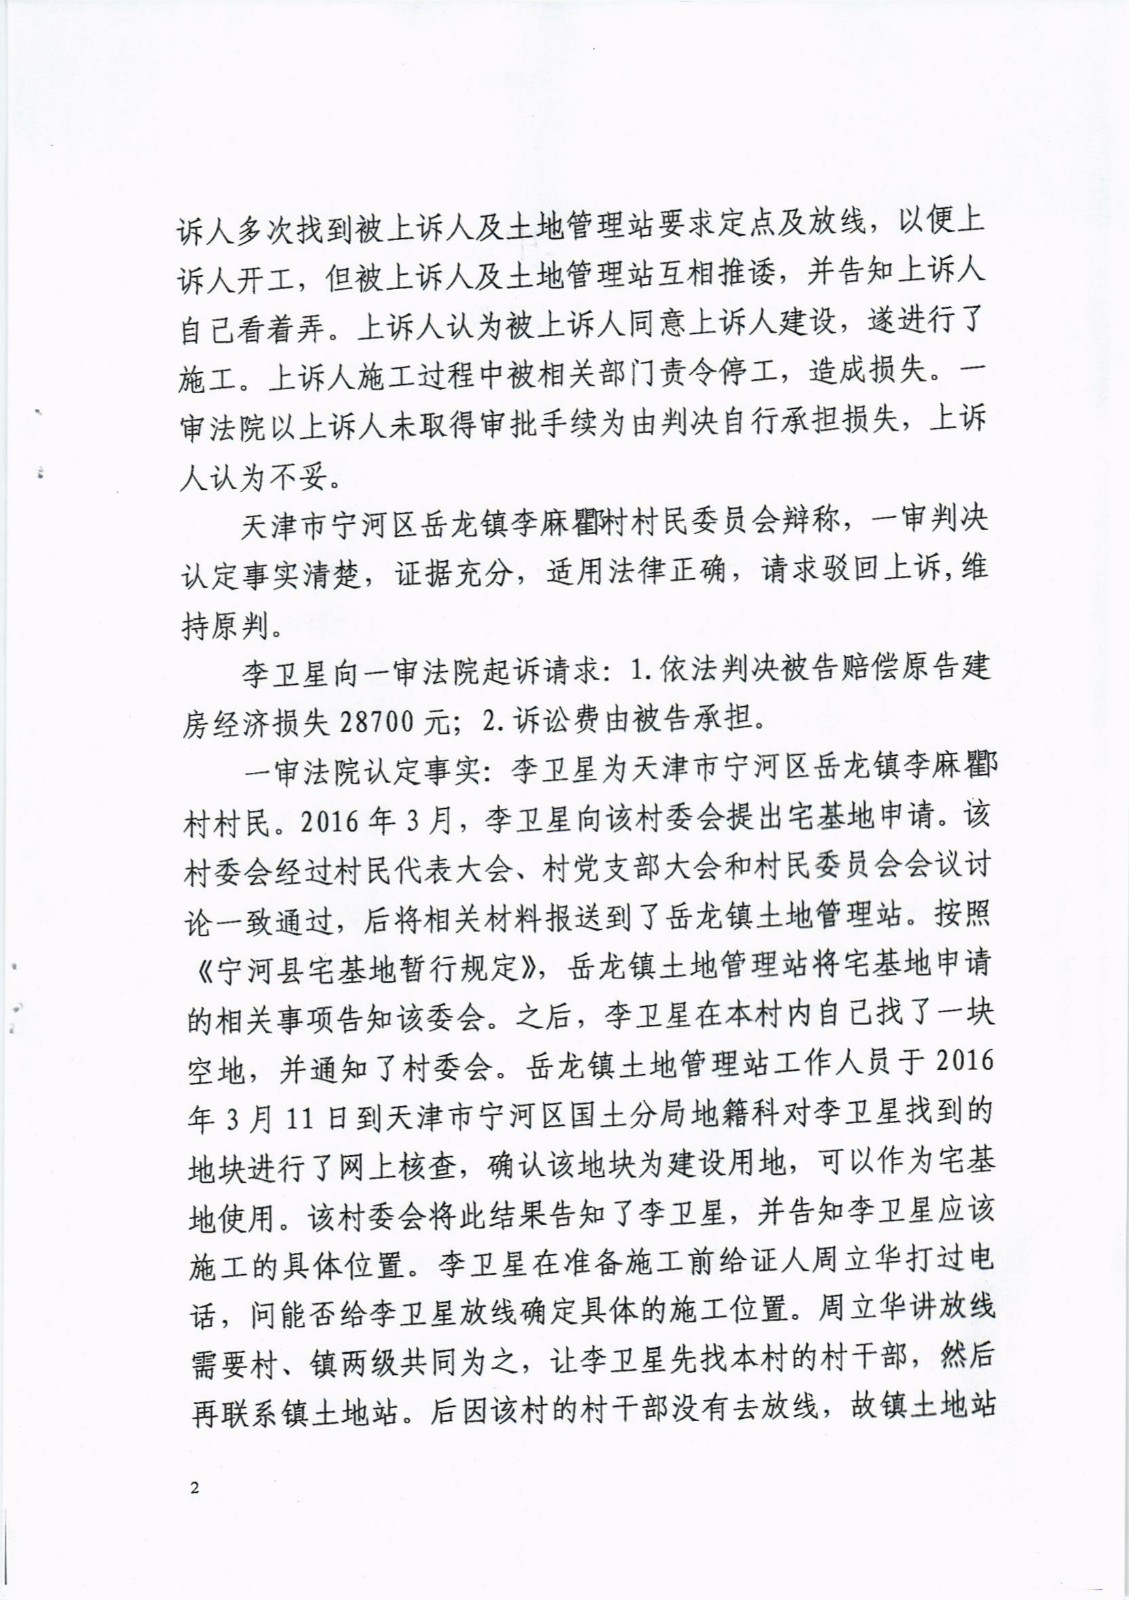 诉人多次找到被上诉人及土地管理站要求定点及放线，以便上
诉人开工，但被上诉人及土地管理站互相推诿，并告知上诉人
自己看着弄。上诉人认为被上诉人同意上诉人建设，遂进行了
施工。上诉人施工过程中被相关部门责令停工，造成损失。一
审法院以上诉人未取得审批手续为由判决自行承担损失，上诉
人认为不妥。
天津市宁河区岳龙镇李麻村村民委员会辩称，一审判决
认定事实清楚，证据充分，适用法律正确，请求驳回上诉,维
持原判。
李卫星向一审法院起诉请求：1.依法判决被告赔偿原告建
房经济损失 28700 元；2.诉讼费由被告承担。
一审法院认定事实：李卫星为天津市宁河区岳龙镇李麻
村村民。2016 年 3 月，李卫星向该村委会提出宅基地申请。该
村委会经过村民代表大会、村党支部大会和村民委员会会议讨
论一致通过，后将相关材料报送到了岳龙镇土地管理站。按照
《宁河县宅基地暂行规定》，岳龙镇土地管理站将宅基地申请
的相关事项告知该委会。之后，李卫星在本村内自己找了一块
空地，并通知了村委会。岳龙镇土地管理站工作人员于 2016
年 3 月 11 日到天津市宁河区国土分局地籍科对李卫星找到的
地块进行了网上核查，确认该地块为建设用地，可以作为宅基
地使用。该村委会将此结果告知了李卫星，并告知李卫星应该
施工的具体位置。李卫星在准备施工前给证人周立华打过电
话，问能否给李卫星放线确定具体的施工位置。周立华讲放线
需要村、镇两级共同为之，让李卫星先找本村的村干部，然后
再联系镇土地站。后因该村的村干部没有去放线，故镇土地站
2